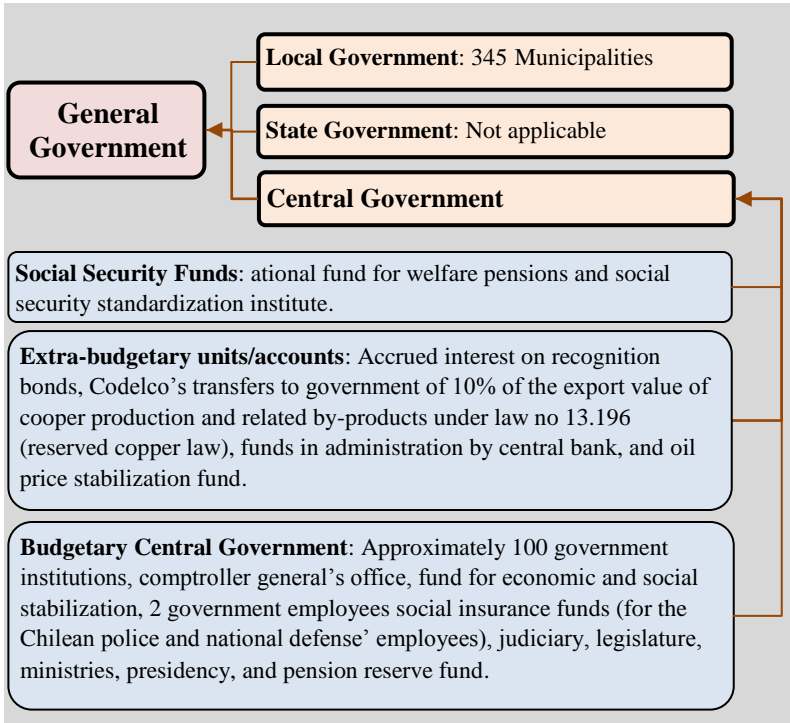 Local Government: 345 Municipalities
General
Government
State Government: Not applicable
Central Government
Social Security Funds: ational fund for welfare pensions and social
security standardization institute.
Extra-budgetary units/accounts: Accrued interest on recognition
bonds, Codelco’s transfers to government of 10% of the export value of
cooper production and related by-products under law no 13.196
(reserved copper law), funds in administration by central bank, and oil
price stabilization fund.
Budgetary Central Government: Approximately 100 government
institutions, comptroller general’s office, fund for economic and social
stabilization, 2 government employees social insurance funds (for the
Chilean police and national defense’ employees), judiciary, legislature,
ministries, presidency, and pension reserve fund.